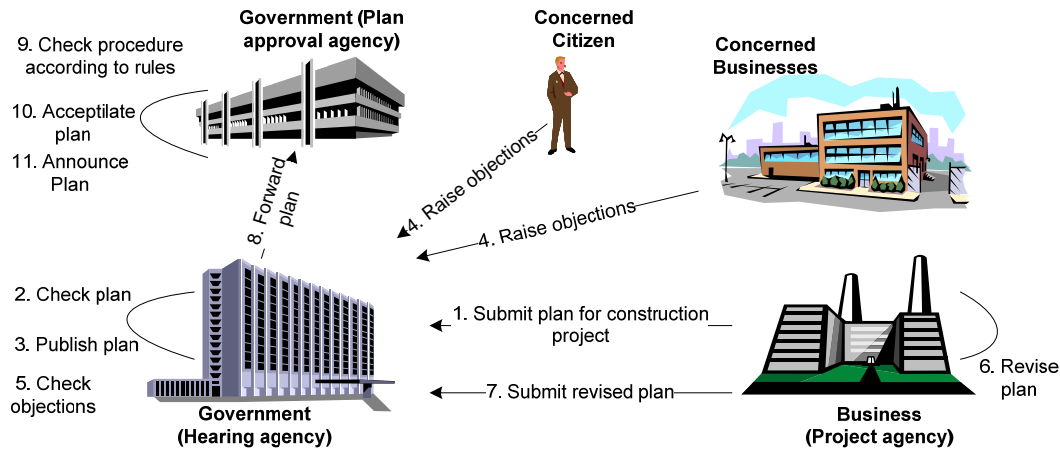 Government (Plan
approval agency)
Concerned
Citizen
Concerned
Businesses
9. Check procedure
according to rules
10. Acceptilate
plan
11. Announce
Plan
8. Forward
plan
4. Raise objections
4. Raise objections
2. Check plan
3. Publish plan
5. Check
objections
1. Submit plan for construction
project
7. Submit revised plan
6. Revise
plan
Government
(Hearing agency)
Business
(Project agency)